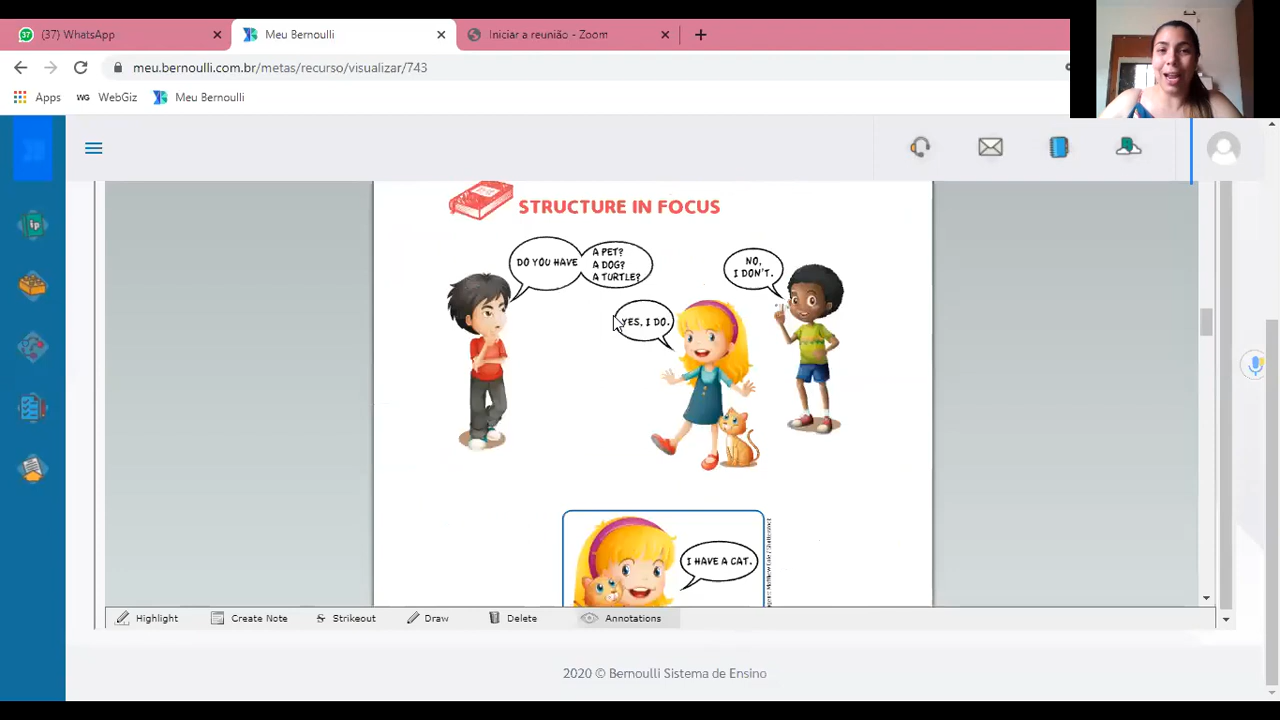 (37) WhatsApp
Meu Bernoulli
Iniciar a reunião - Zoom
meu.bernoulli.com.br/metas/recurso/visualizar/743
Apps
WG WebGiz
Meu Bernoulli
STRUCTURE IN FOCUS
DO YOU HAVE
A PET?
A DOG?
A TURTLE?
NO,
I DON'T.
YES, I DO.
I HAVE A CAT.
Highlight
Create Note
S Strikeout
Draw
Delete
Annotations
2020 © Bernoulli Sistema de Ensino